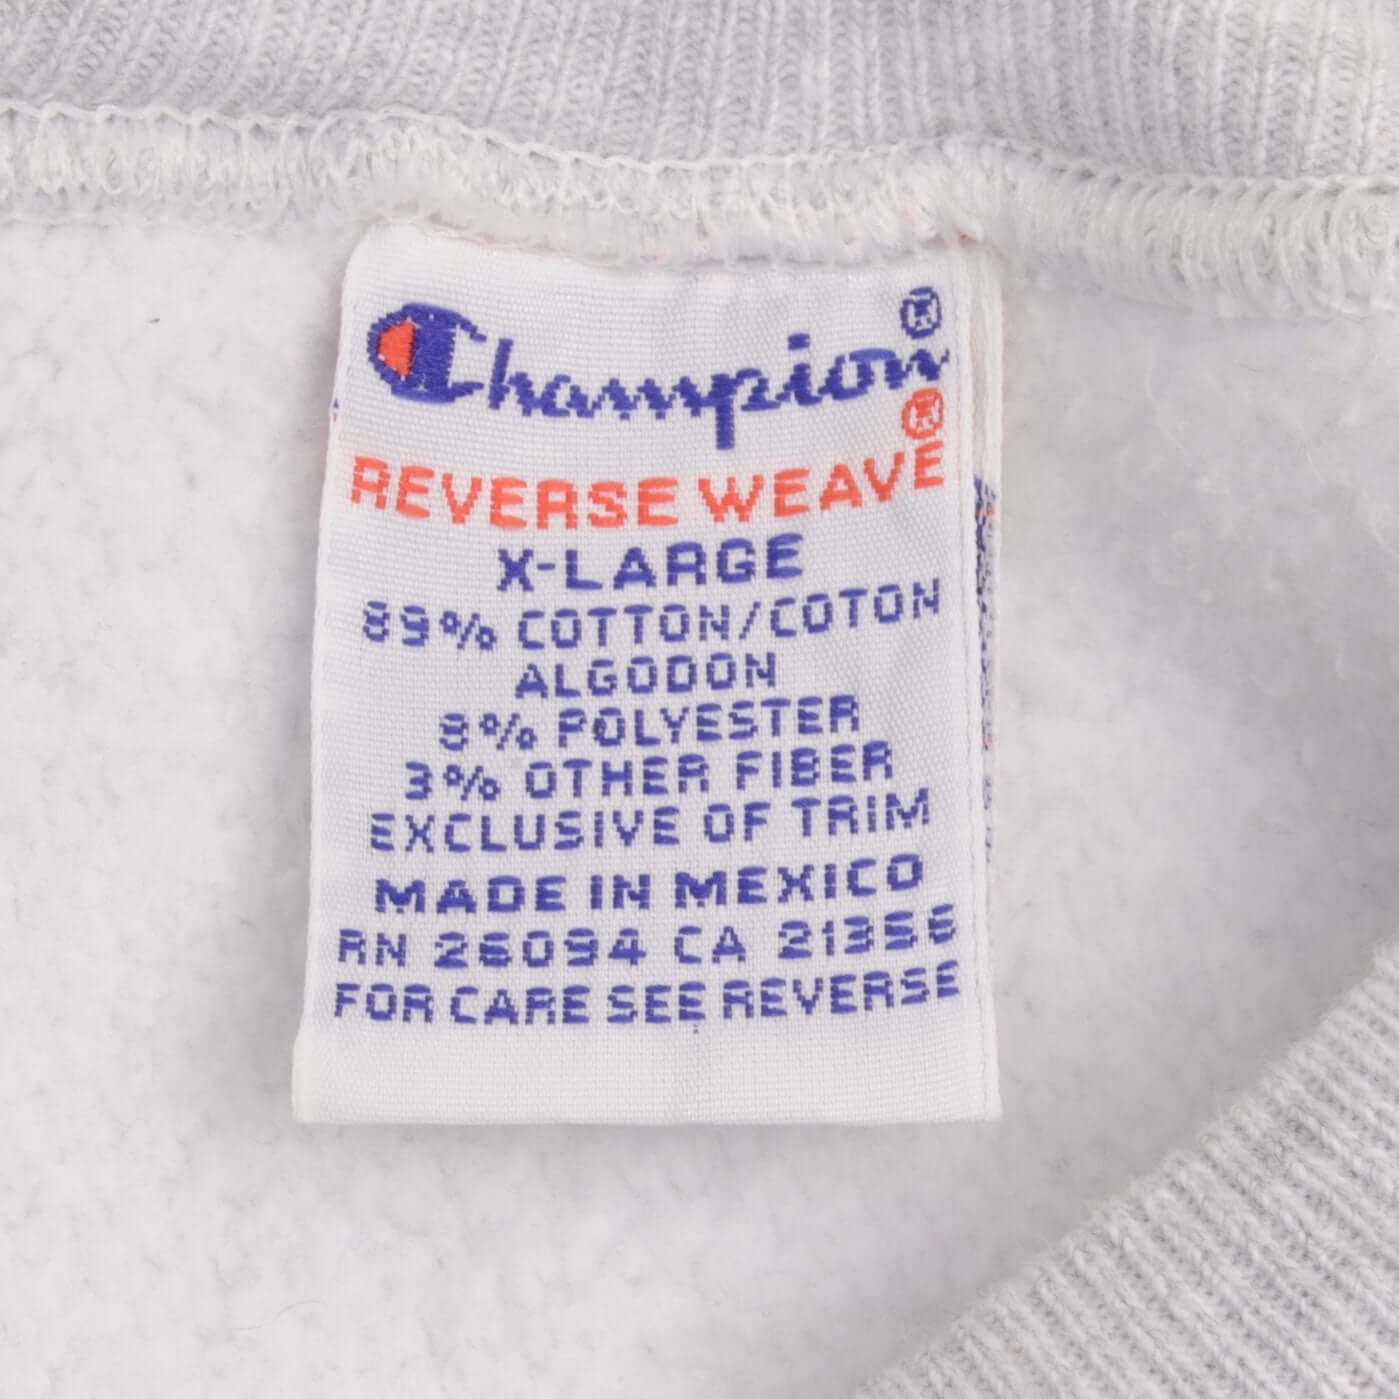 Champion®
REVERSE WEAVE®
X-LARGE
89% COTTON/COTON
ALGODON
8% POLYESTER
3% OTHER FIBER
EXCLUSIVE OF TRIM
MADE IN MEXICO
RN 26094 CA 21356
FOR CARE SEE REVERSE